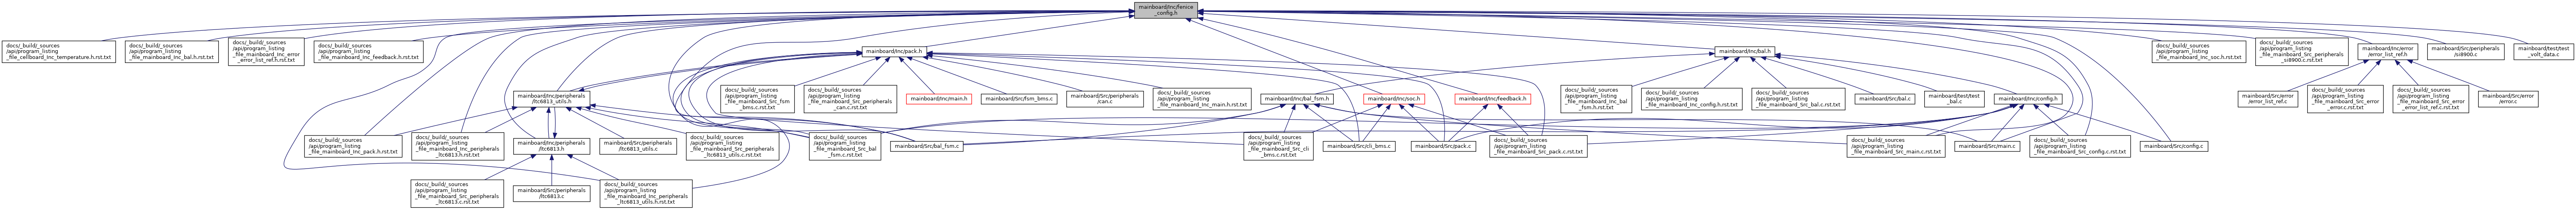 mainboard/Inc/fenice
_config.h
docs/_build/_sources
/api/program_listing
_file_cellboard_Inc_temperature.h.rst.txt
docs/_build/_sources
/api/program_listing
_file_mainboard_Inc_bal.h.rst.txt
docs/_build/_sources
/api/program_listing
_file_mainboard_Inc_error
_error_list_ref.h.rst.txt
docs/_build/_sources
/api/program_listing
_file_mainboard_Inc_feedback.h.rst.txt
mainboard/Inc/pack.h
mainboard/Inc/bal.h
docs/_build/_sources
/api/program_listing
_file_mainboard_Inc_soc.h.rst.txt
docs/_build/_sources
/api/program_listing
_file_mainboard_Src_peripherals
_si8900.c.rst.txt
mainboard/Inc/error
/error_list_ref.h
mainboard/Src/peripherals
/si8900.c
mainboard/test/test
_volt_data.c
mainboard/Inc/peripherals
/ltc6813_utils.h
docs/_build/_sources
/api/program_listing
_file_mainboard_Src_fsm
_bms.c.rst.txt
docs/_build/_sources
/api/program_listing
_file_mainboard_Src_peripherals
_can.c.rst.txt
mainboard/Inc/main.h
mainboard/Src/fsm_bms.c
mainboard/Src/peripherals
/can.c
docs/_build/_sources
/api/program_listing
_file_mainboard_Inc_main.h.rst.txt
mainboard/Inc/bal_fsm.h
mainboard/Inc/soc.h
mainboard/Inc/feedback.h
docs/_build/_sources
/api/program_listing
_file_mainboard_Inc_bal
_fsm.h.rst.txt
docs/_build/_sources
/api/program_listing
_file_mainboard_Inc_config.h.rst.txt
docs/_build/_sources
/api/program_listing
_file_mainboard_Src_bal.c.rst.txt
mainboard/Src/bal.c
mainboard/test/test
_bal.c
mainboard/Inc/config.h
mainboard/Src/error
/error_list_ref.c
docs/_build/_sources
/api/program_listing
_file_mainboard_Src_error
_error.c.rst.txt
docs/_build/_sources
/api/program_listing
_file_mainboard_Src_error
_error_list_ref.c.rst.txt
mainboard/Src/error
/error.c
docs/_build/_sources
/api/program_listing
_file_mainboard_Inc_pack.h.rst.txt
docs/_build/_sources
/api/program_listing
_file_mainboard_Inc_peripherals
_ltc6813.h.rst.txt
mainboard/Inc/peripherals
/ltc6813.h
mainboard/Src/peripherals
/ltc6813_utils.c
docs/_build/_sources
/api/program_listing
_file_mainboard_Src_peripherals
_ltc6813_utils.c.rst.txt
docs/_build/_sources
/api/program_listing
_file_mainboard_Src_bal
_fsm.c.rst.txt
mainboard/Src/bal_fsm.c
docs/_build/_sources
/api/program_listing
_file_mainboard_Src_cli
_bms.c.rst.txt
mainboard/Src/cli_bms.c
mainboard/Src/pack.c
docs/_build/_sources
/api/program_listing
_file_mainboard_Src_pack.c.rst.txt
docs/_build/_sources
/api/program_listing
_file_mainboard_Src_main.c.rst.txt
mainboard/Src/main.c
docs/_build/_sources
/api/program_listing
_file_mainboard_Src_config.c.rst.txt
mainboard/Src/config.c
docs/_build/_sources
/api/program_listing
_file_mainboard_Src_peripherals
_ltc6813.c.rst.txt
mainboard/Src/peripherals
/ltc6813.c
docs/_build/_sources
/api/program_listing
_file_mainboard_Inc_peripherals
_ltc6813_utils.h.rst.txt